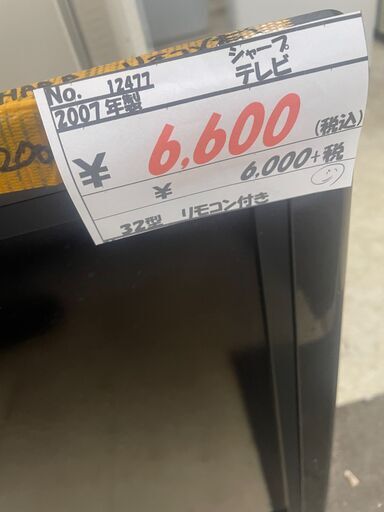 No. 12477
シャープ
2007年製
テレビ
¥ 6,600 (税込)
¥ 6,000+税
32型 リモコン付き
200